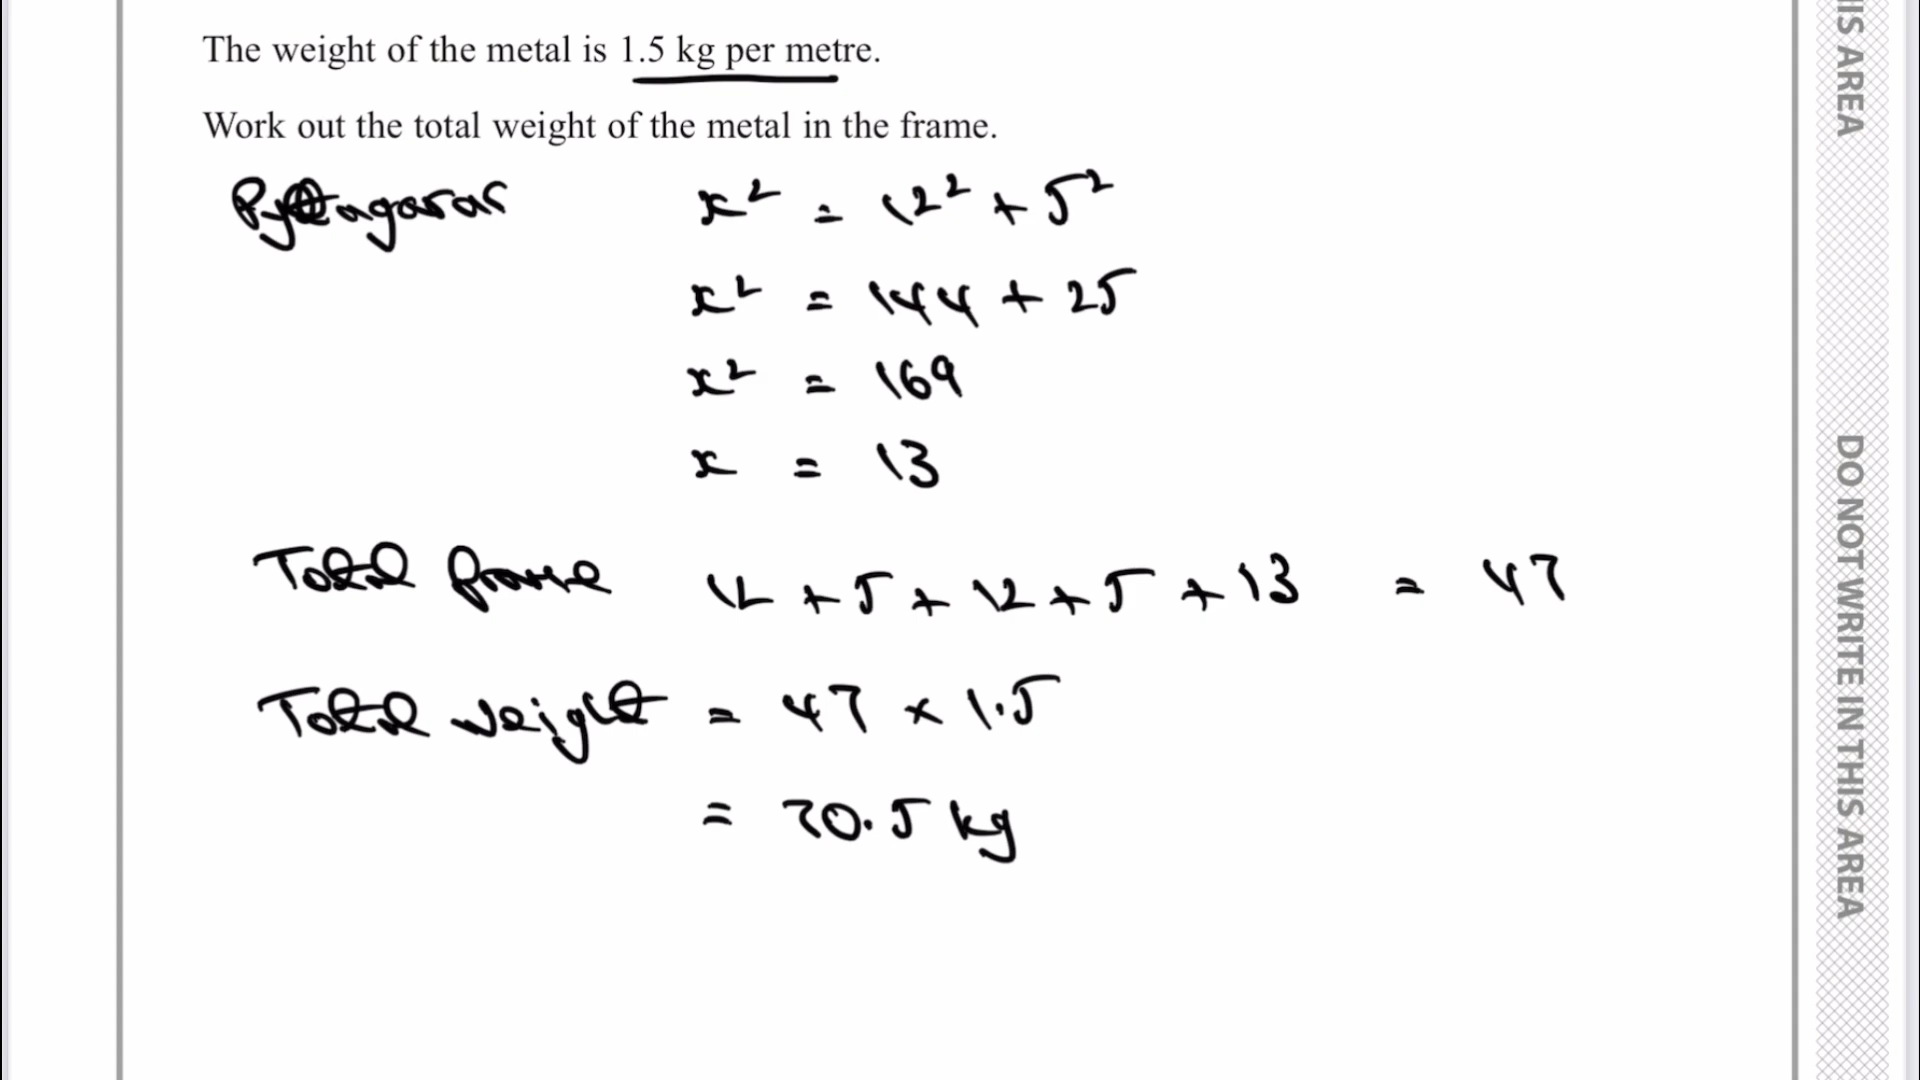 The weight of the metal is 1.5 kg per metre.
Work out the total weight of the metal in the frame.
Pythagoras x² = 12² + 5²
x² = 144 + 25
x² = 169
x = 13
Total frame 12 + 5 + 12 + 5 + 13 = 47
Total weight = 47 × 1.5
= 70.5 kg
HIS AREA
DO NOT WRITE IN THIS AREA